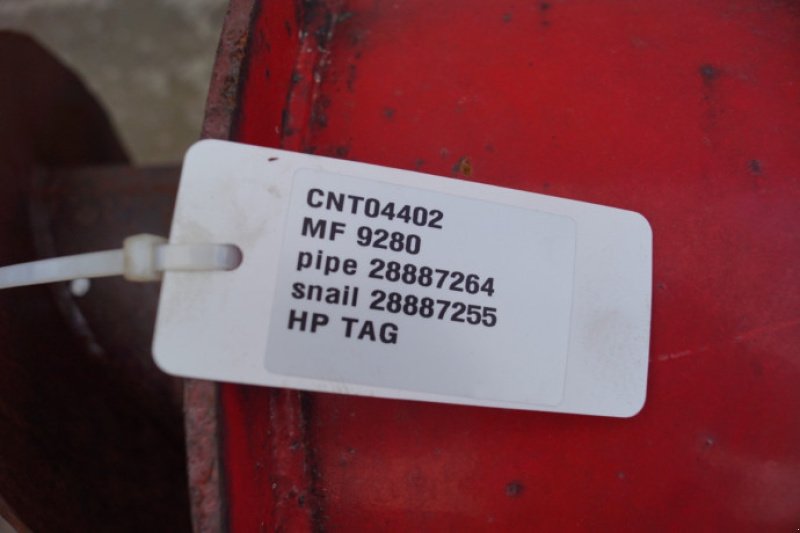 CNT04402
MF 9280
pipe 28887264
snail 28887255
HP TAG